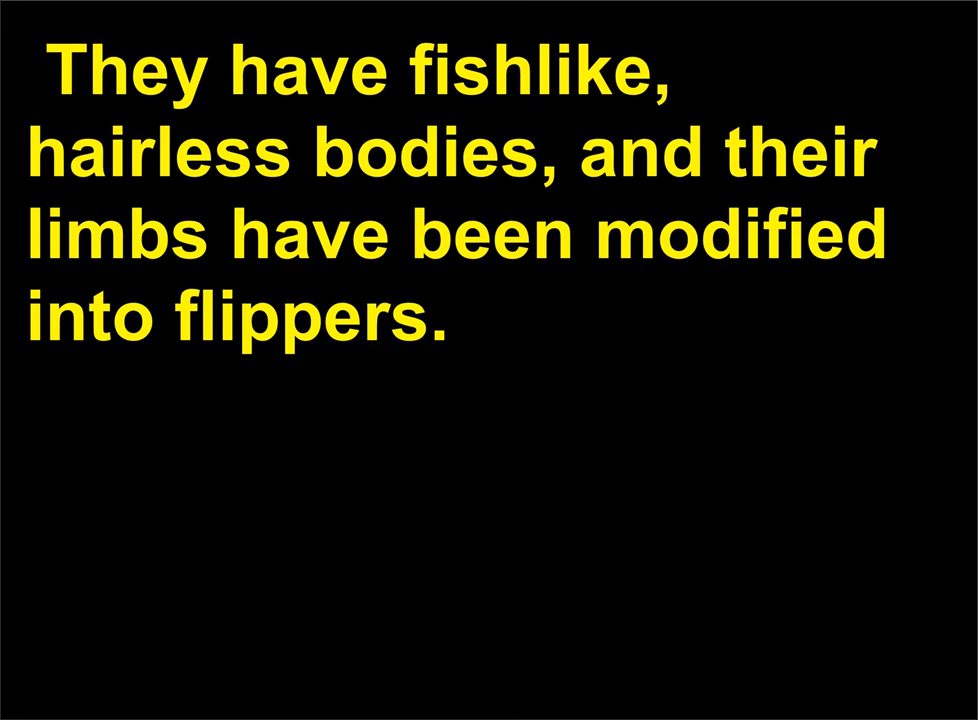 They have fishlike,
hairless bodies, and their
limbs have been modified
into flippers.